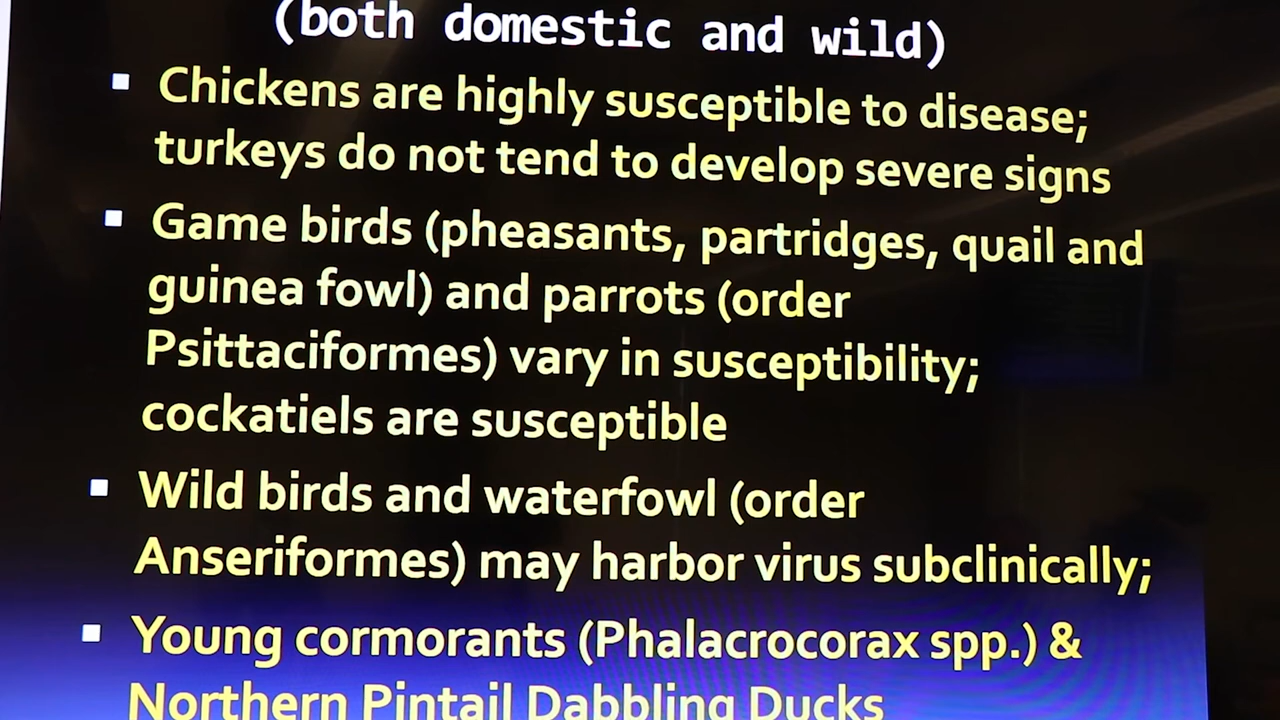 (both domestic and wild)
Chickens are highly susceptible to disease;
turkeys do not tend to develop severe signs
Game birds (pheasants, partridges, quail and
guinea fowl) and parrots (order
Psittaciformes) vary in susceptibility;
cockatiels are susceptible
Wild birds and waterfowl (order
Anseriformes) may harbor virus subclinically;
Young cormorants (Phalacrocorax spp.) &
Northern Pintail Dabbling Ducks